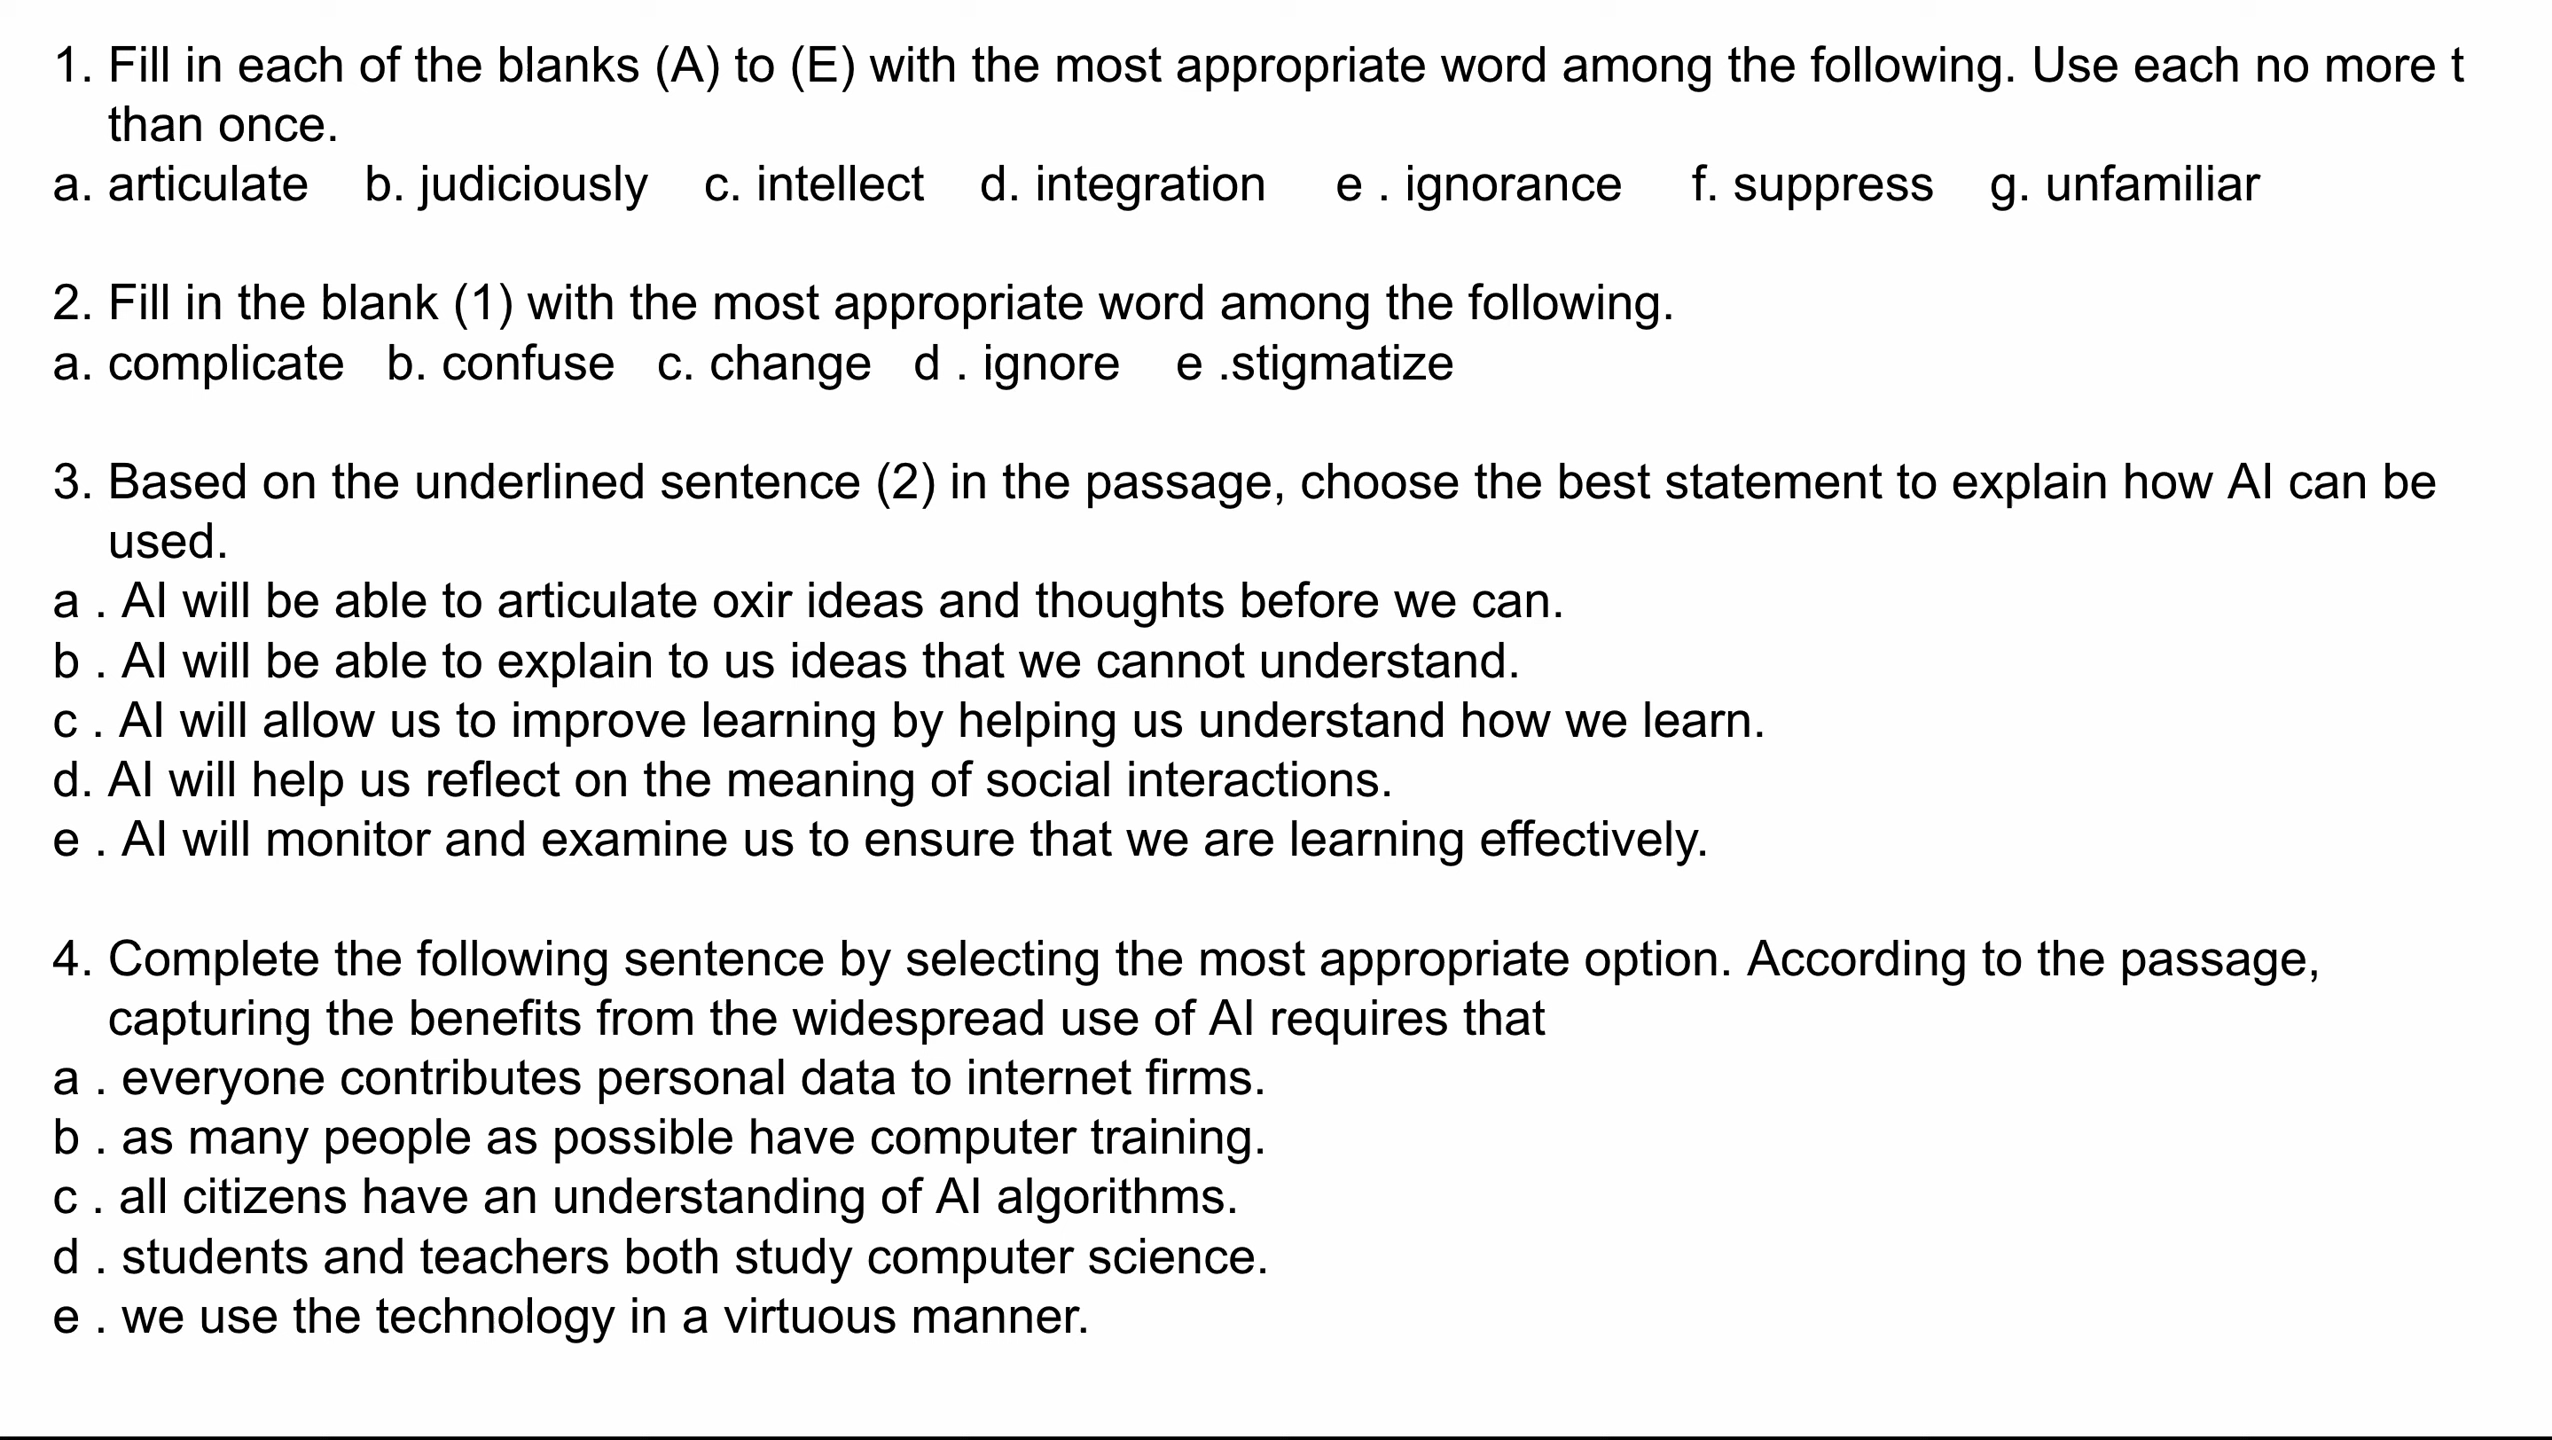 1. Fill in each of the blanks (A) to (E) with the most appropriate word among the following. Use each no more t
than once.
a. articulate b. judiciously c. intellect d. integration e . ignorance f. suppress g. unfamiliar
2. Fill in the blank (1) with the most appropriate word among the following.
a. complicate b. confuse c. change d . ignore e .stigmatize
3. Based on the underlined sentence (2) in the passage, choose the best statement to explain how AI can be
used.
a . AI will be able to articulate oxir ideas and thoughts before we can.
b . AI will be able to explain to us ideas that we cannot understand.
c . AI will allow us to improve learning by helping us understand how we learn.
d. AI will help us reflect on the meaning of social interactions.
e . AI will monitor and examine us to ensure that we are learning effectively.
4. Complete the following sentence by selecting the most appropriate option. According to the passage,
capturing the benefits from the widespread use of AI requires that
a . everyone contributes personal data to internet firms.
b . as many people as possible have computer training.
c . all citizens have an understanding of AI algorithms.
d . students and teachers both study computer science.
e . we use the technology in a virtuous manner.